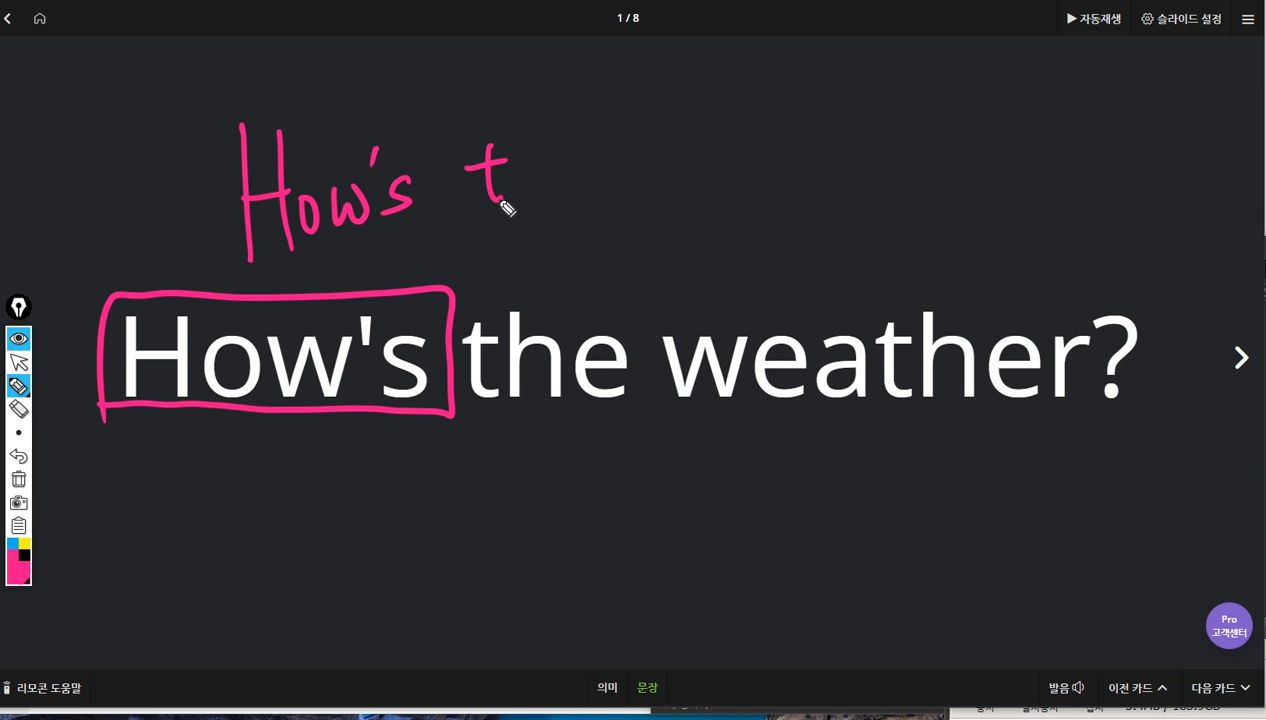 1 / 8
자동재생
슬라이드 설정
How's t
How's the weather?
Pro
고객센터
리모콘 도움말
의미
문장
발음
이전 카드
다음 카드